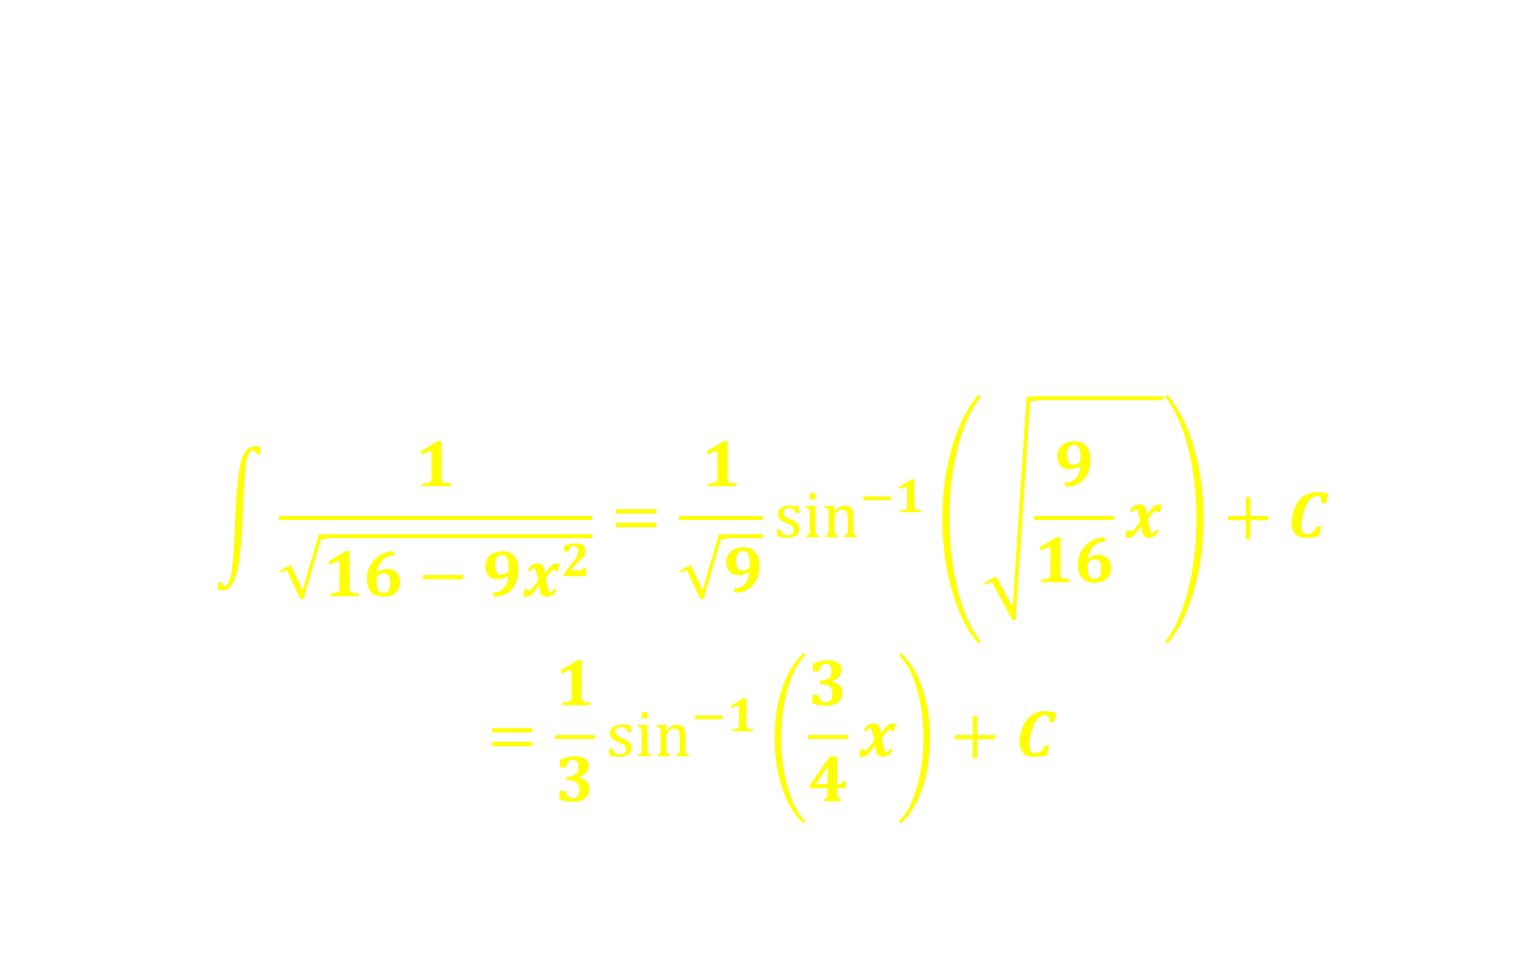 ∫ 1/√(16 − 9x²) = 1/√9 sin⁻¹(√(9/16 x)) + C
= 1/3 sin⁻¹(3/4 x) + C